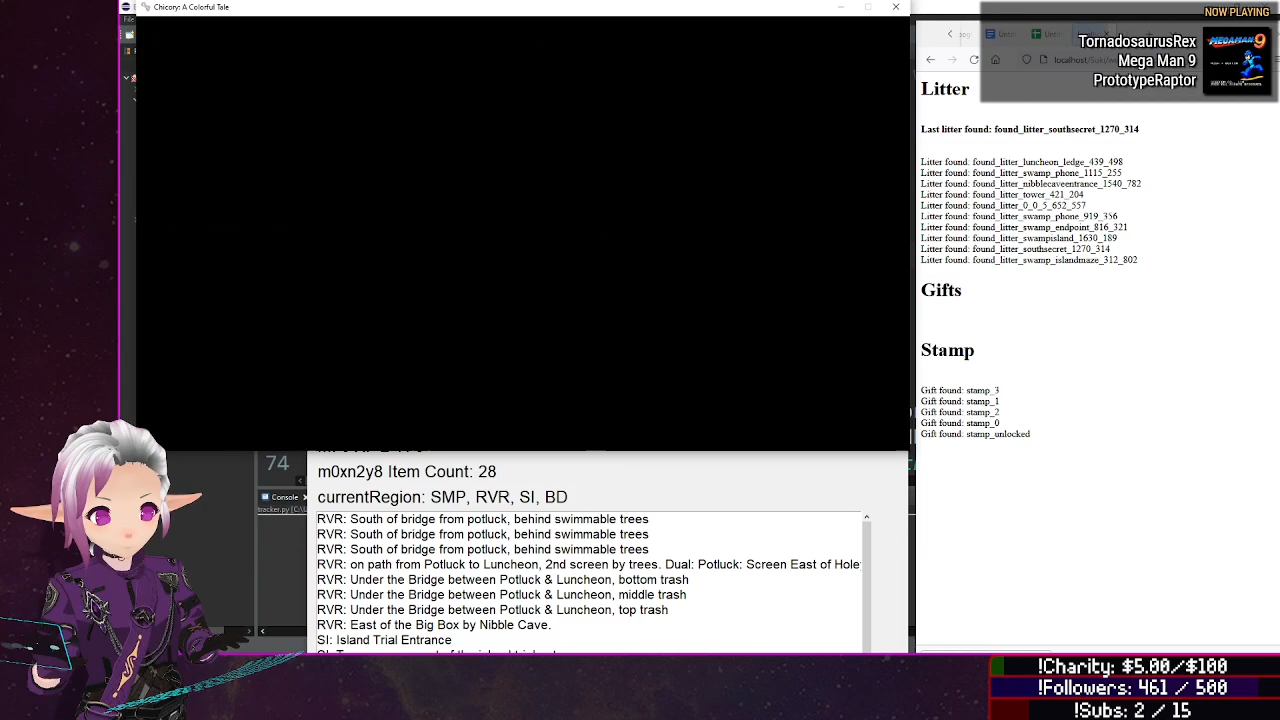 Chicory: A Colorful Tale
File
NOW PLAYING
TornadosaurusRex
Mega Man 9
PrototypeRaptor
MEGAMAN 9
localhost/Suki/
Litter
Last litter found: found_litter_southsecret_1270_314
Litter found: found_litter_luncheon_ledge_439_498
Litter found: found_litter_swamp_phone_1115_255
Litter found: found_litter_nibblecaveentrance_1540_782
Litter found: found_litter_tower_421_204
Litter found: found_litter_0_0_5_652_557
Litter found: found_litter_swamp_phone_919_356
Litter found: found_litter_swamp_endpoint_816_321
Litter found: found_litter_swampisland_1630_189
Litter found: found_litter_southsecret_1270_314
Litter found: found_litter_swamp_islandmaze_312_802
Gifts
Stamp
Gift found: stamp_3
Gift found: stamp_1
Gift found: stamp_2
Gift found: stamp_0
Gift found: stamp_unlocked
74
Console
tracker.py [C:\U
m0xn2y8 Item Count: 28
currentRegion: SMP, RVR, SI, BD
RVR: South of bridge from potluck, behind swimmable trees
RVR: South of bridge from potluck, behind swimmable trees
RVR: South of bridge from potluck, behind swimmable trees
RVR: on path from Potluck to Luncheon, 2nd screen by trees. Dual: Potluck: Screen East of Hole
RVR: Under the Bridge between Potluck & Luncheon, bottom trash
RVR: Under the Bridge between Potluck & Luncheon, middle trash
RVR: Under the Bridge between Potluck & Luncheon, top trash
RVR: East of the Big Box by Nibble Cave.
SI: Island Trial Entrance
!Charity: $5.00/$100
!Followers: 461 / 500
!Subs: 2 / 15